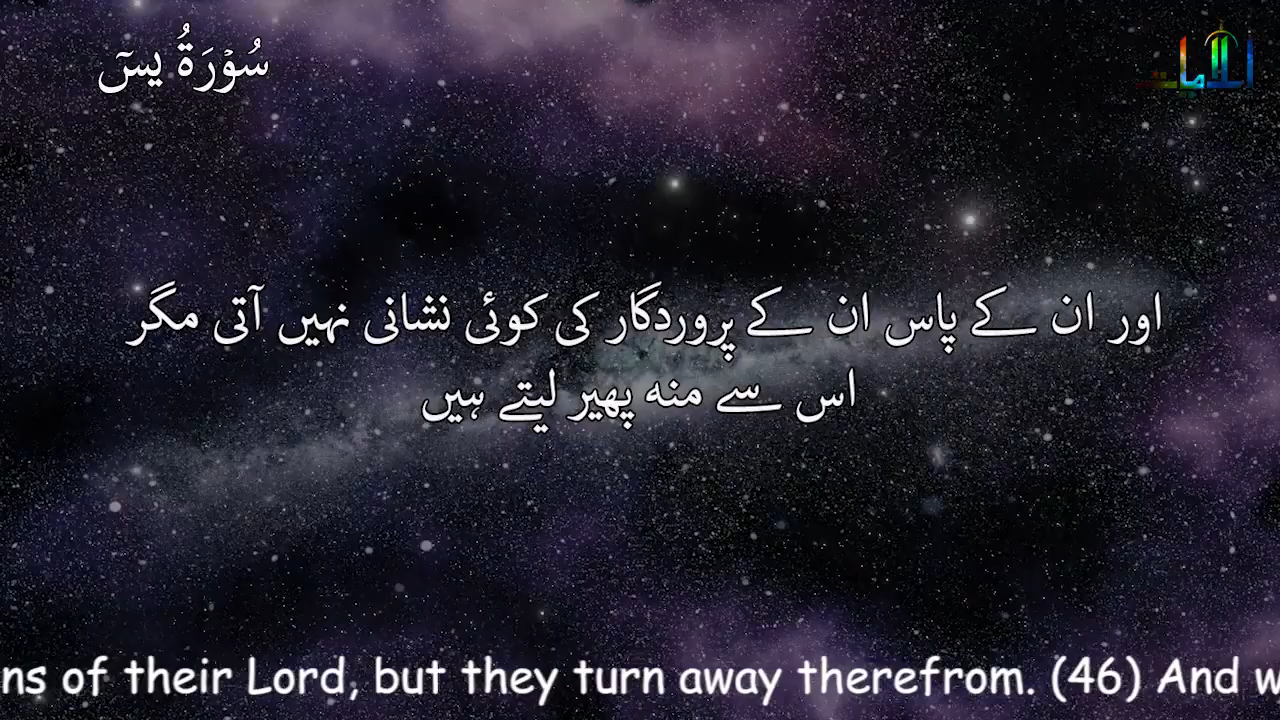 سُوْرَةُ يسٓ
اور ان کے پاس ان کے پروردگار کی کوئی نشانی نہیں آتی مگر
اس سے منہ پھیر لیتے ہیں
ns of their Lord, but they turn away therefrom. (46) And w